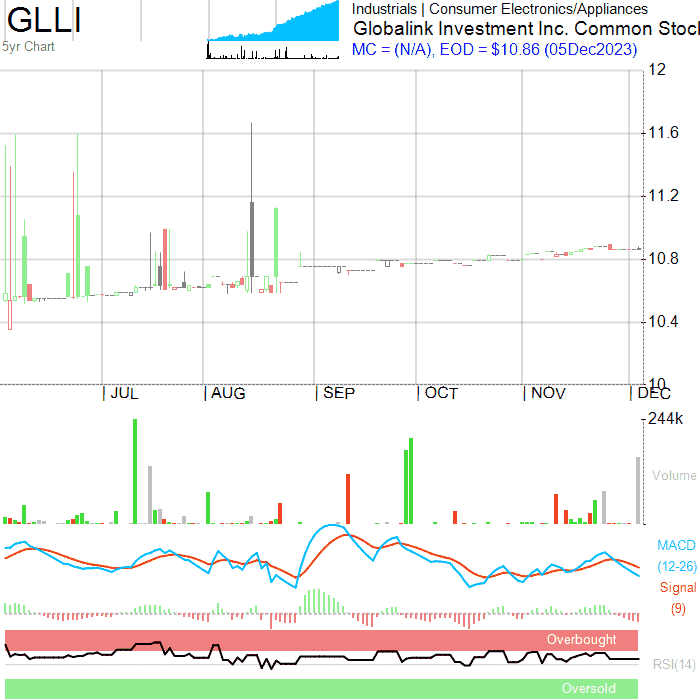 GLLI
5yr Chart
Industrials | Consumer Electronics/Appliances
Globalink Investment Inc. Common Stoc
MC = (N/A), EOD = $10.86 (05Dec2023)
12
11.6
11.2
10.8
10.4
10
JUL
AUG
SEP
OCT
NOV
DEC
244k
Volume
MACD
(12-26)
Signal
(9)
Overbought
RSI(14)
Oversold